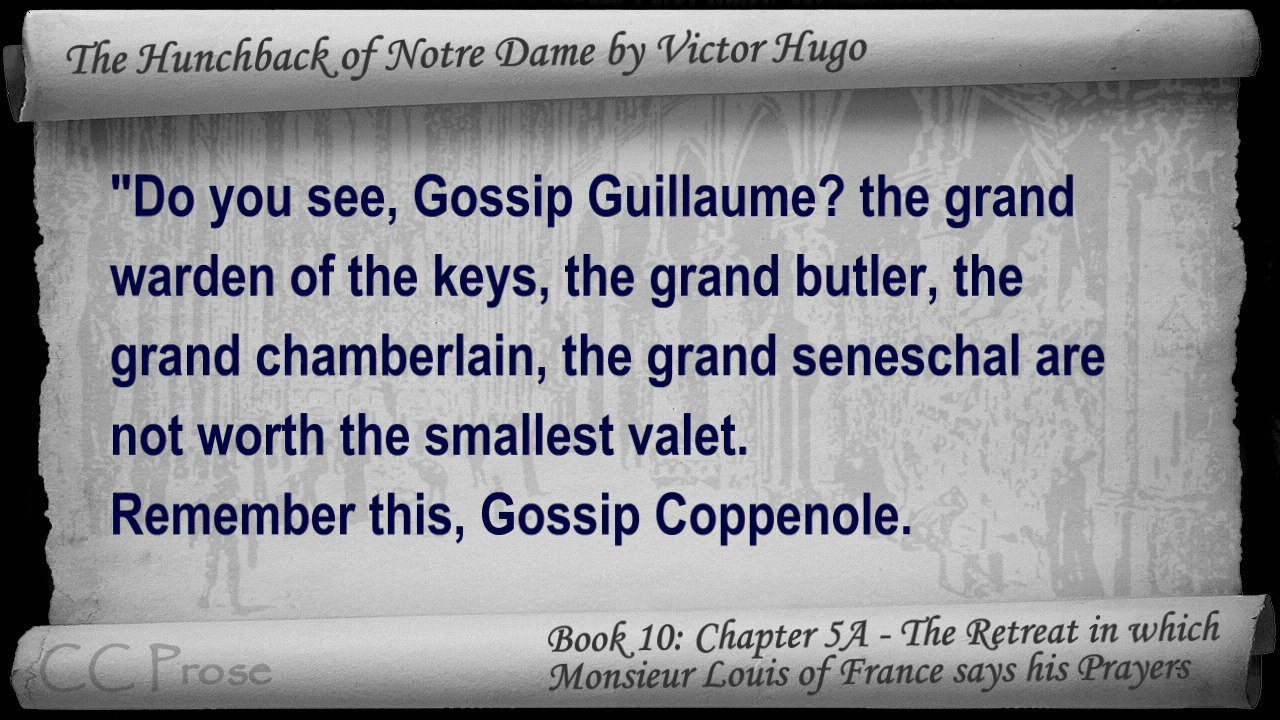 The Hunchback of Notre Dame by Victor Hugo
"Do you see, Gossip Guillaume? the grand
warden of the keys, the grand butler, the
grand chamberlain, the grand seneschal are
not worth the smallest valet.
Remember this, Gossip Coppenole.
Book 10: Chapter 5A - The Retreat in which
Monsieur Louis of France says his Prayers
CC Prose